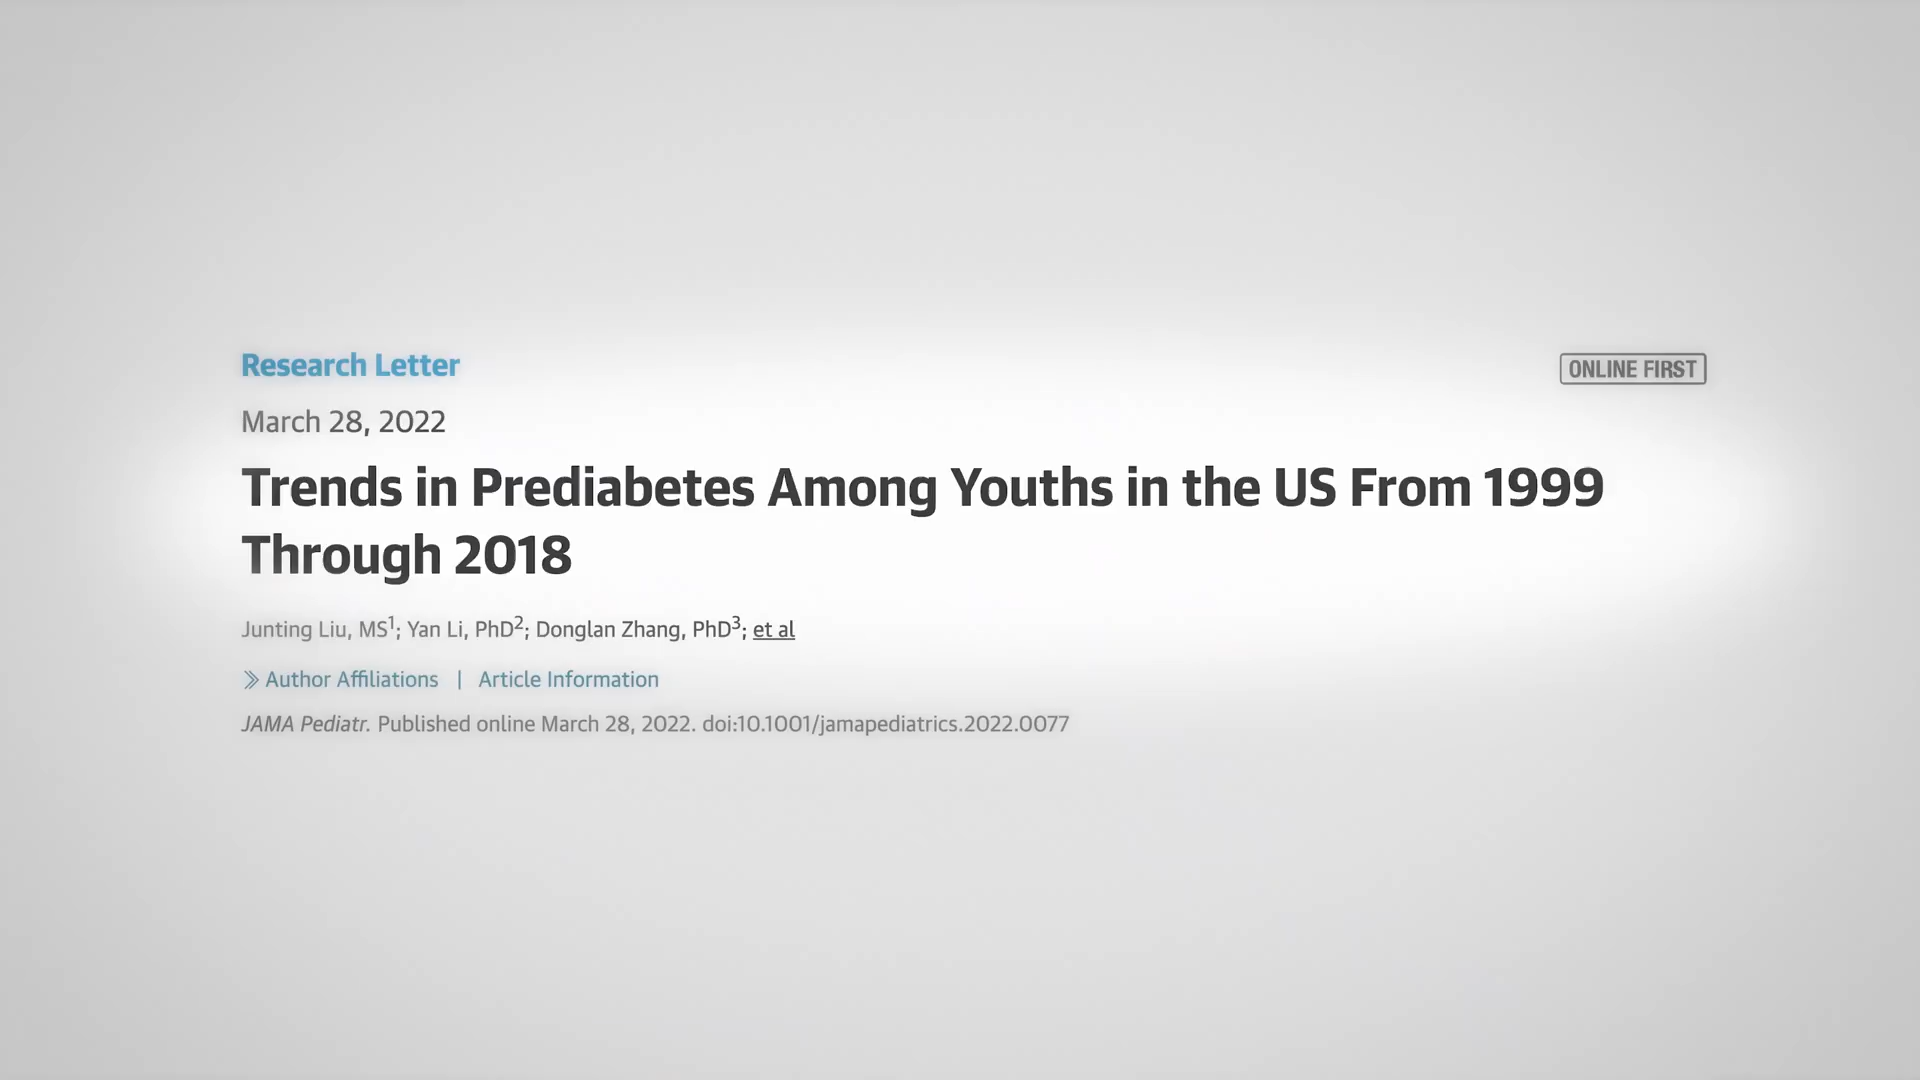 Research Letter
ONLINE FIRST
March 28, 2022
Trends in Prediabetes Among Youths in the US From 1999
Through 2018
Junting Liu, MS1; Yan Li, PhD2; Donglan Zhang, PhD3; et al
Author Affiliations | Article Information
JAMA Pediatr. Published online March 28, 2022. doi:10.1001/jamapediatrics.2022.0077